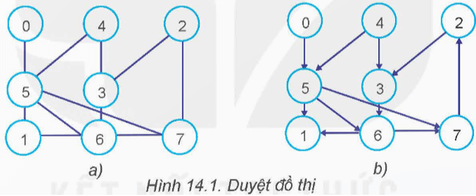 0 4 2 0 4 2
5 3 5 3
1 6 7 1 6 7
a) b)
Hình 14.1. Duyệt đồ thị